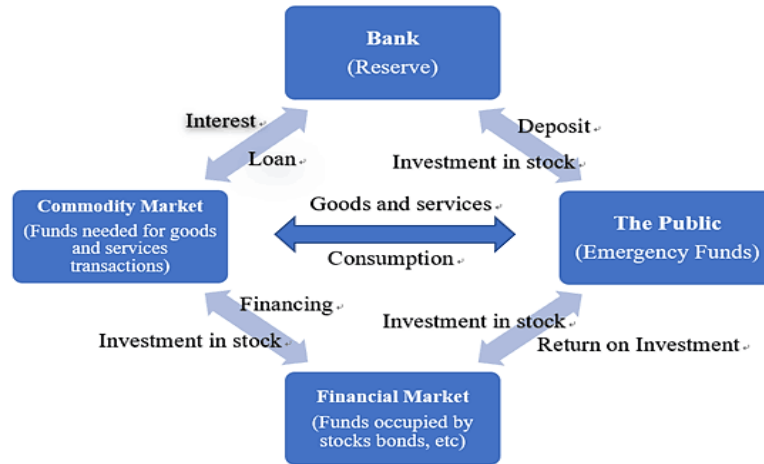 Bank
(Reserve)
Interest
Deposit
Loan
Investment in stock
Commodity Market
(Funds needed for goods
and services
transactions)
Goods and services
Consumption
The Public
(Emergency Funds)
Financing
Investment in stock
Investment in stock
Return on Investment
Financial Market
(Funds occupied by
stocks bonds, etc)